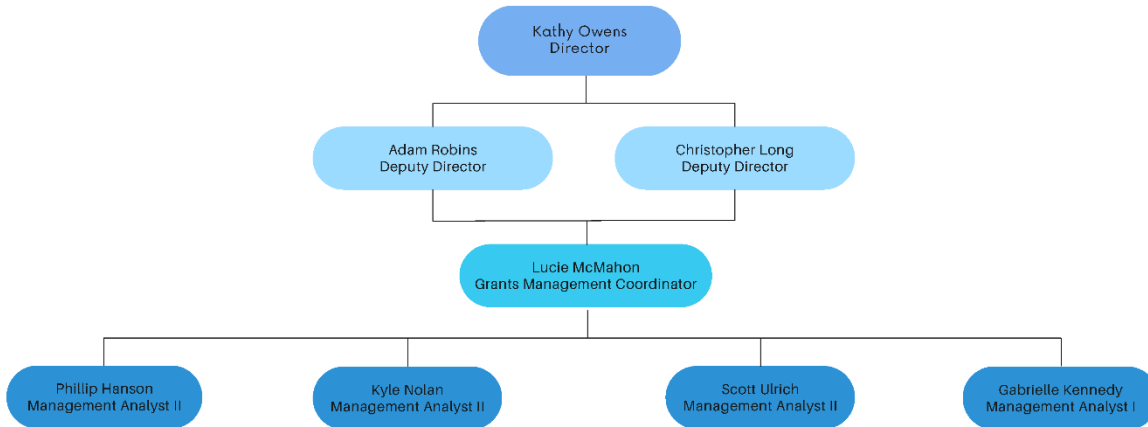 Kathy Owens
Director
Adam Robins
Deputy Director
Christopher Long
Deputy Director
Lucie McMahon
Grants Management Coordinator
Phillip Hanson
Management Analyst II
Kyle Nolan
Management Analyst II
Scott Ulrich
Management Analyst II
Gabrielle Kennedy
Management Analyst I